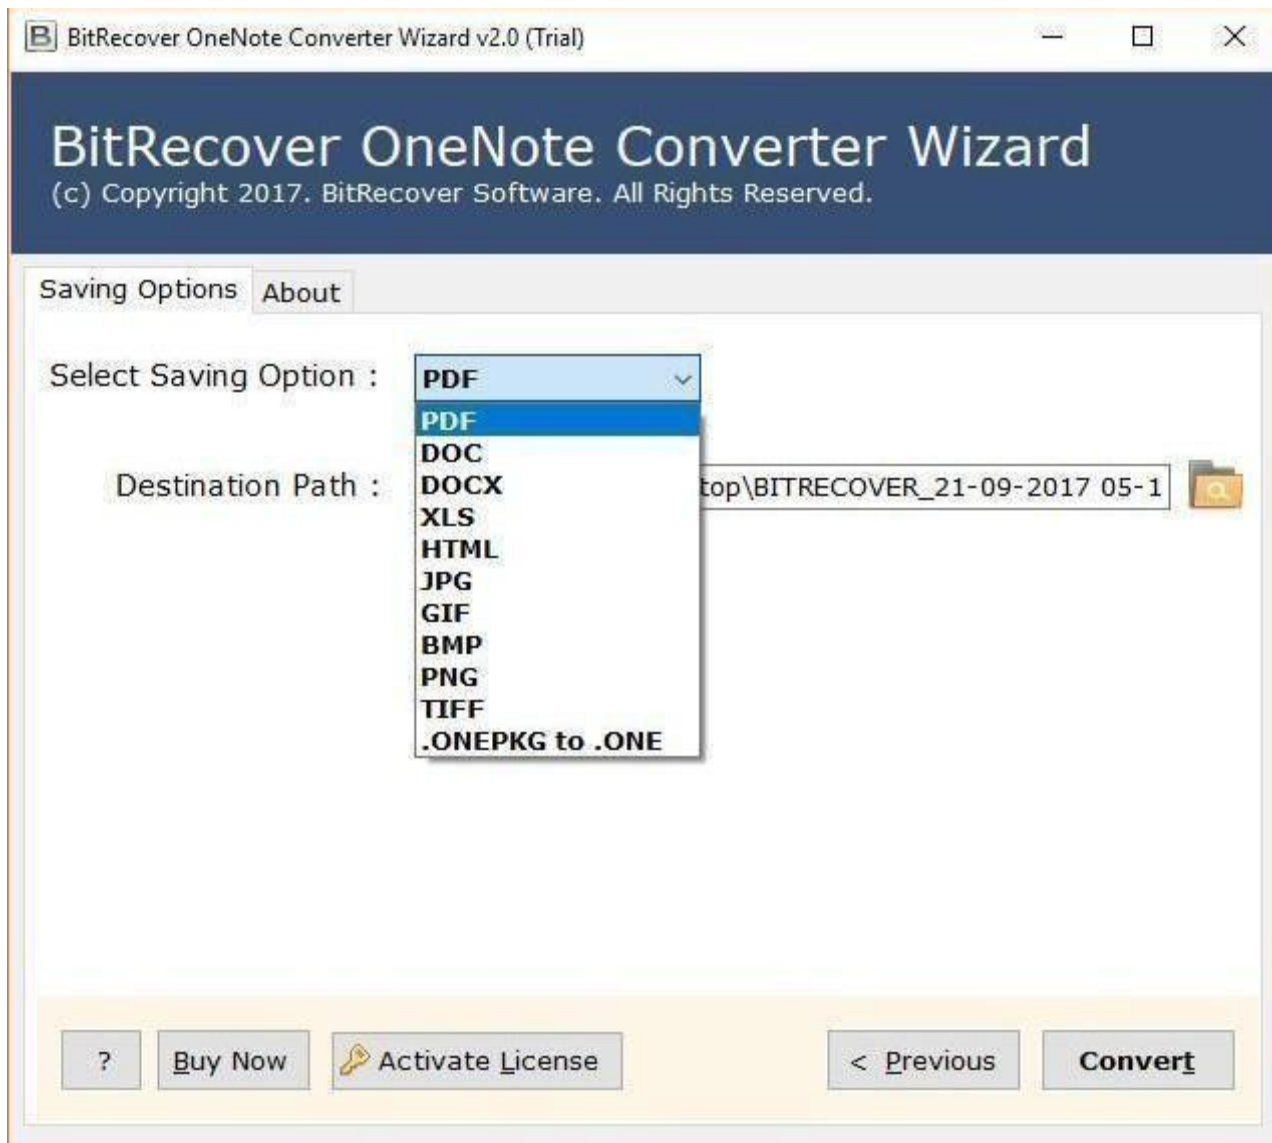 BitRecover OneNote Converter Wizard v2.0 (Trial)
BitRecover OneNote Converter Wizard
(c) Copyright 2017. BitRecover Software. All Rights Reserved.
Saving Options About
Select Saving Option : PDF
PDF
DOC
Destination Path : top\BITRECOVER_21-09-2017 05-1
DOCX
XLS
HTML
JPG
GIF
BMP
PNG
TIFF
.ONEPKG to .ONE
? Buy Now Activate License < Previous Convert